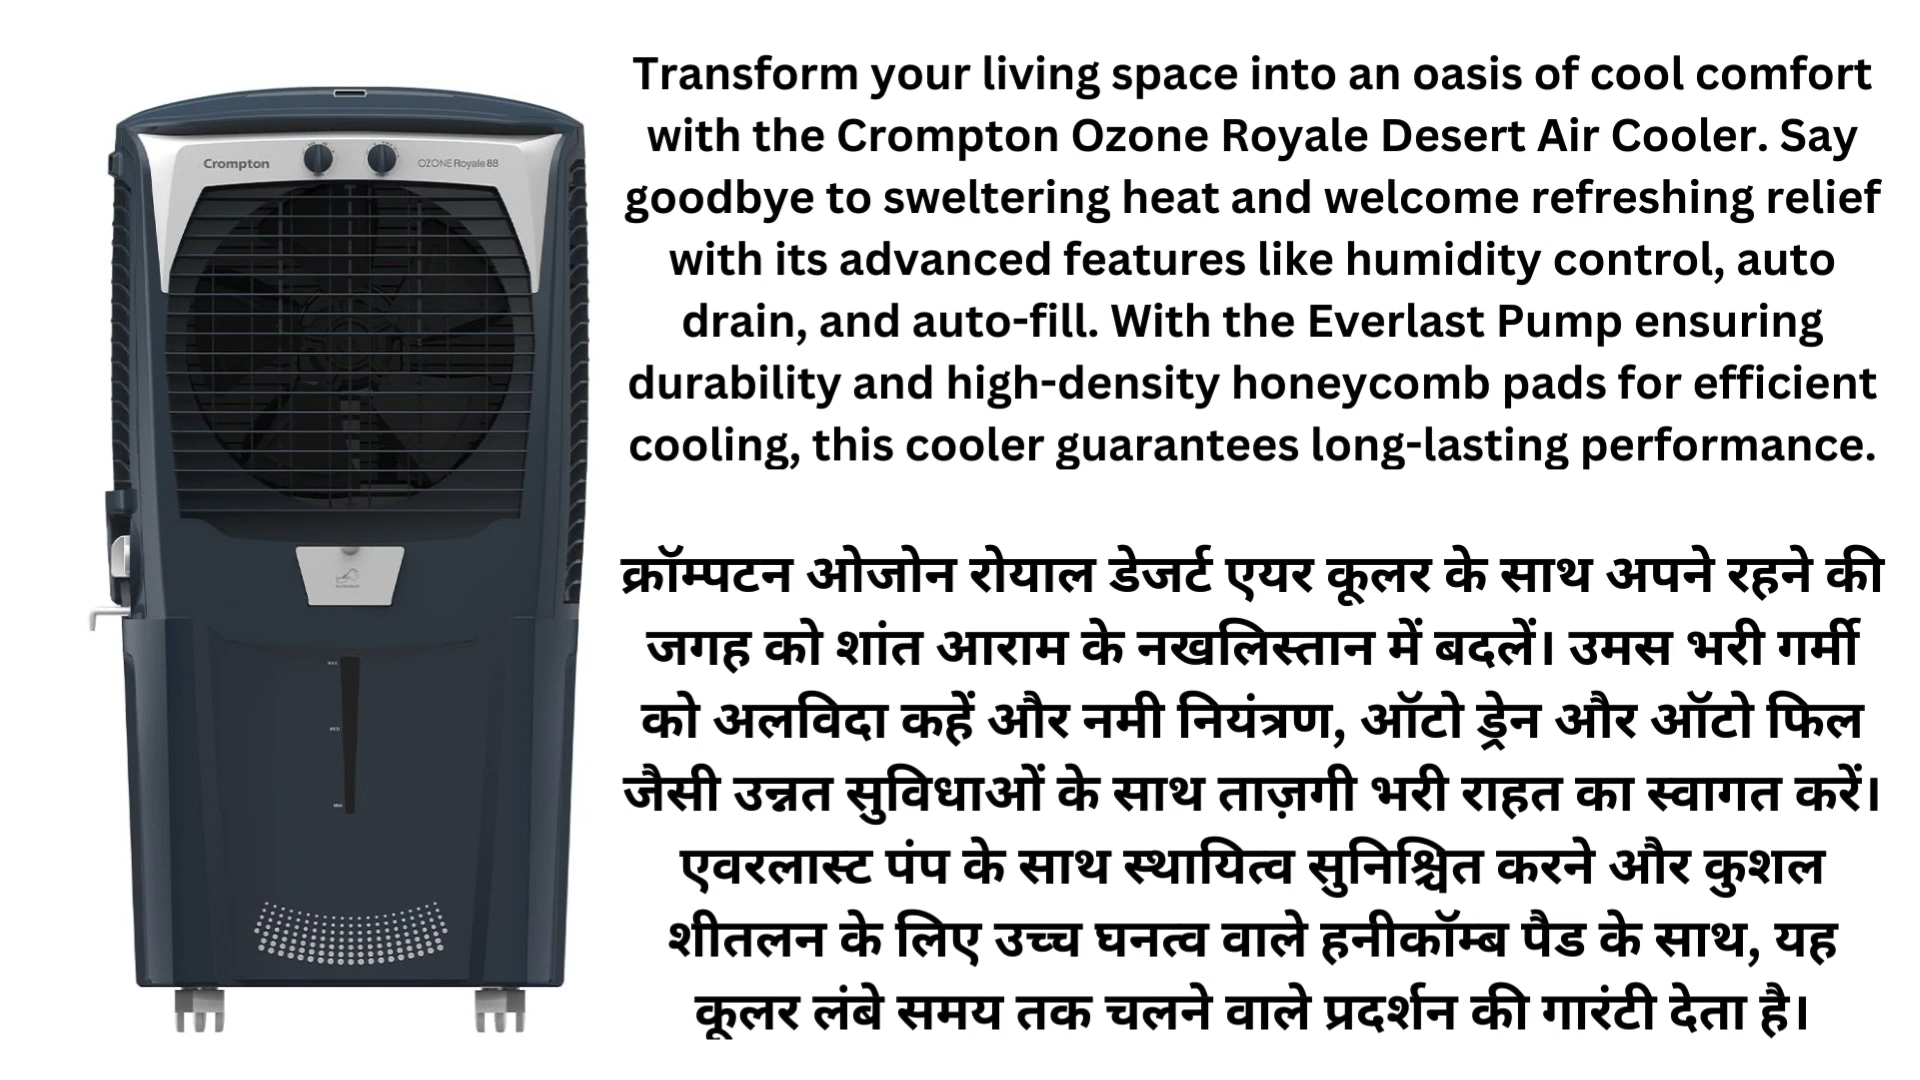 Crompton
OZONE Royale 88
MAX
MED
MIN
Transform your living space into an oasis of cool comfort
with the Crompton Ozone Royale Desert Air Cooler. Say
goodbye to sweltering heat and welcome refreshing relief
with its advanced features like humidity control, auto
drain, and auto-fill. With the Everlast Pump ensuring
durability and high-density honeycomb pads for efficient
cooling, this cooler guarantees long-lasting performance.
क्रॉम्पटन ओजोन रोयाल डेजर्ट एयर कूलर के साथ अपने रहने की
जगह को शांत आराम के नखलिस्तान में बदलें। उमस भरी गर्मी
को अलविदा कहें और नमी नियंत्रण, ऑटो ड्रेन और ऑटो फिल
जैसी उन्नत सुविधाओं के साथ ताज़गी भरी राहत का स्वागत करें।
एवरलास्ट पंप के साथ स्थायित्व सुनिश्चित करने और कुशल
शीतलन के लिए उच्च घनत्व वाले हनीकॉम्ब पैड के साथ, यह
कूलर लंबे समय तक चलने वाले प्रदर्शन की गारंटी देता है।